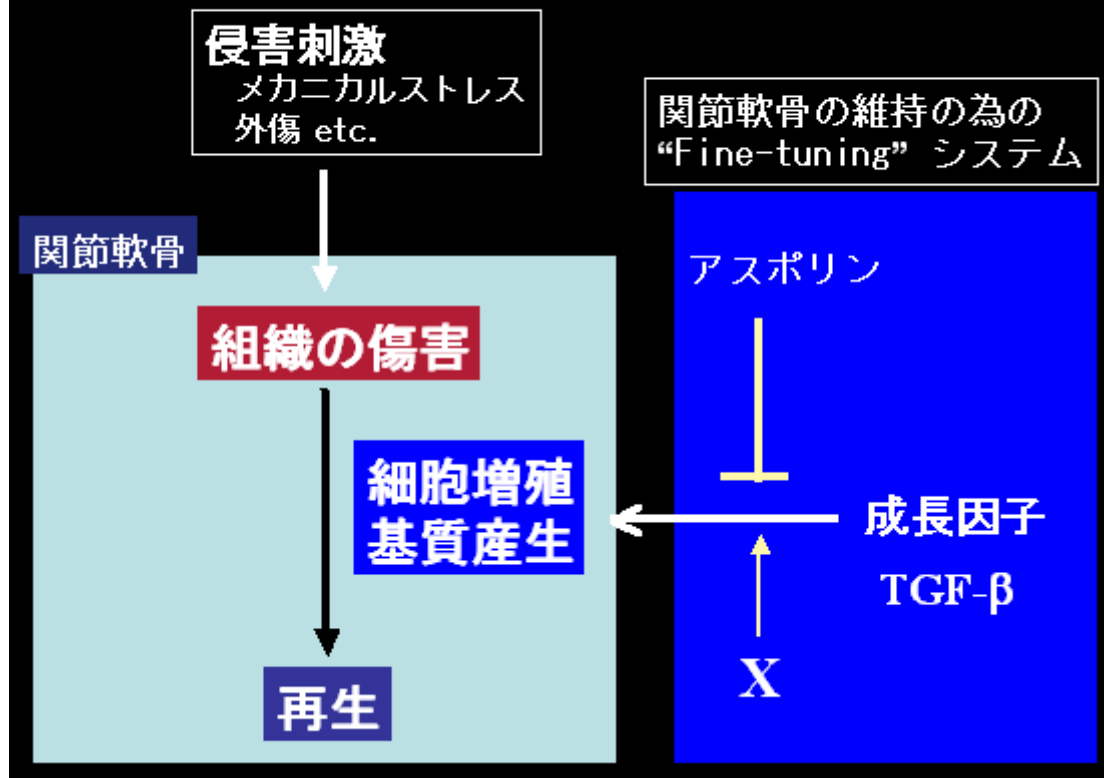 侵害刺激
メカニカルストレス
外傷 etc.
関節軟骨の維持の為の
“Fine-tuning” システム
関節軟骨
組織の傷害
細胞増殖
基質産生
再生
アスポリン
成長因子
TGF-β
X